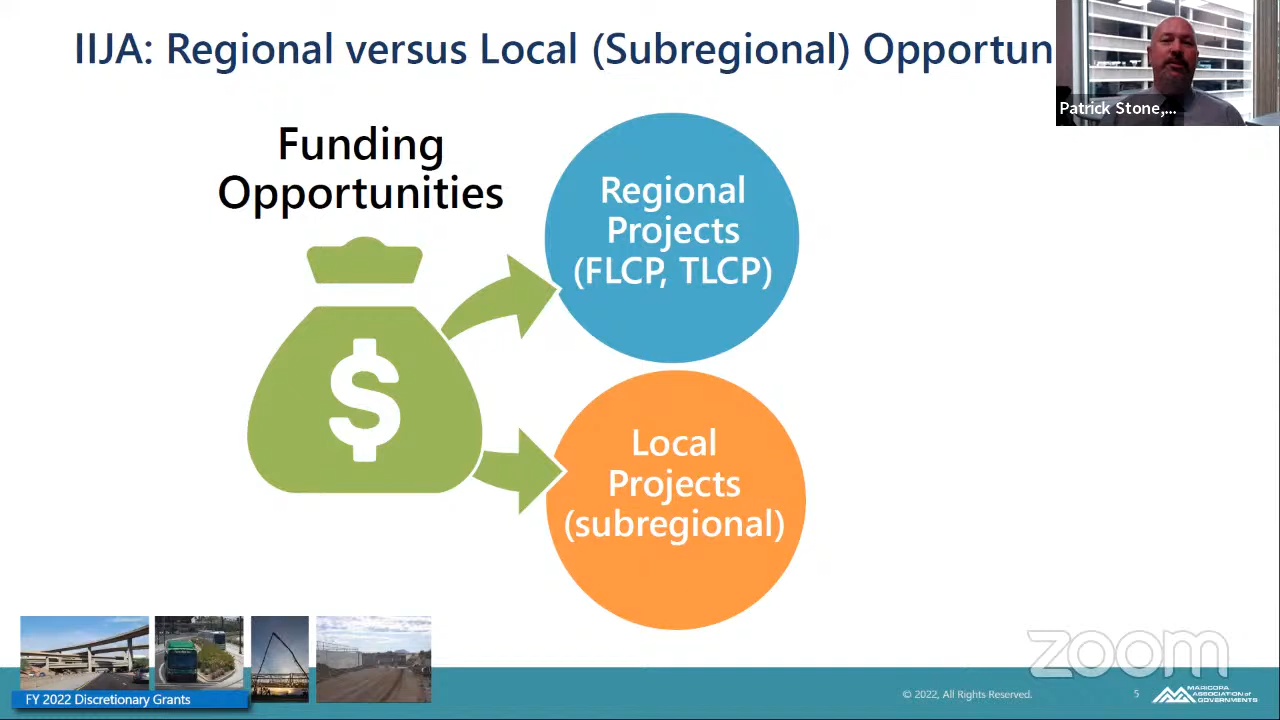 IIJA: Regional versus Local (Subregional) Opportun
Patrick Stone,...
Funding
Opportunities
Regional
Projects
(FLCP, TLCP)
$
Local
Projects
(subregional)
zoom
FY 2022 Discretionary Grants
© 2022, All Rights Reserved.
5
MARICOPA
ASSOCIATION of
GOVERNMENTS